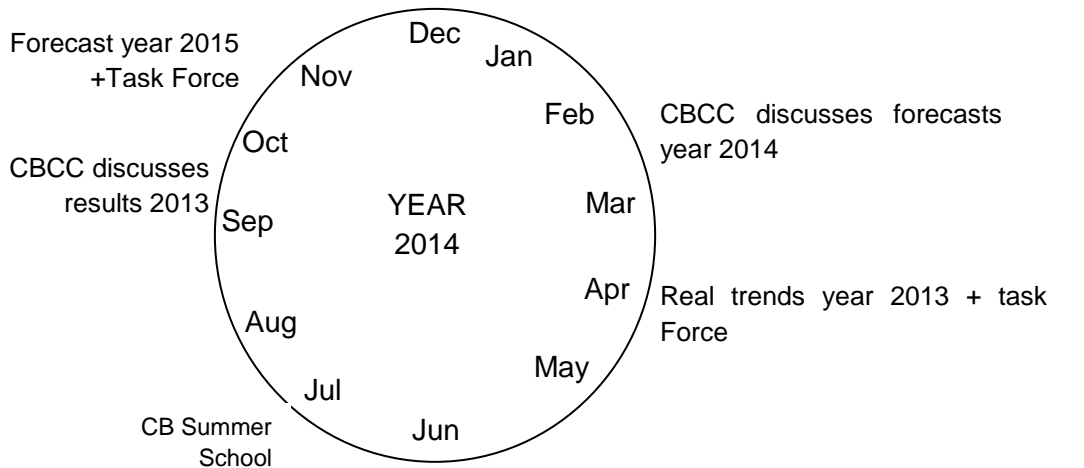 Dec
Jan
Forecast year 2015
+Task Force
Nov
Feb
CBCC discusses forecasts
year 2014
Oct
CBCC discusses
results 2013
Sep
YEAR
2014
Mar
Apr
Real trends year 2013 + task
Force
Aug
May
Jul
Jun
CB Summer
School